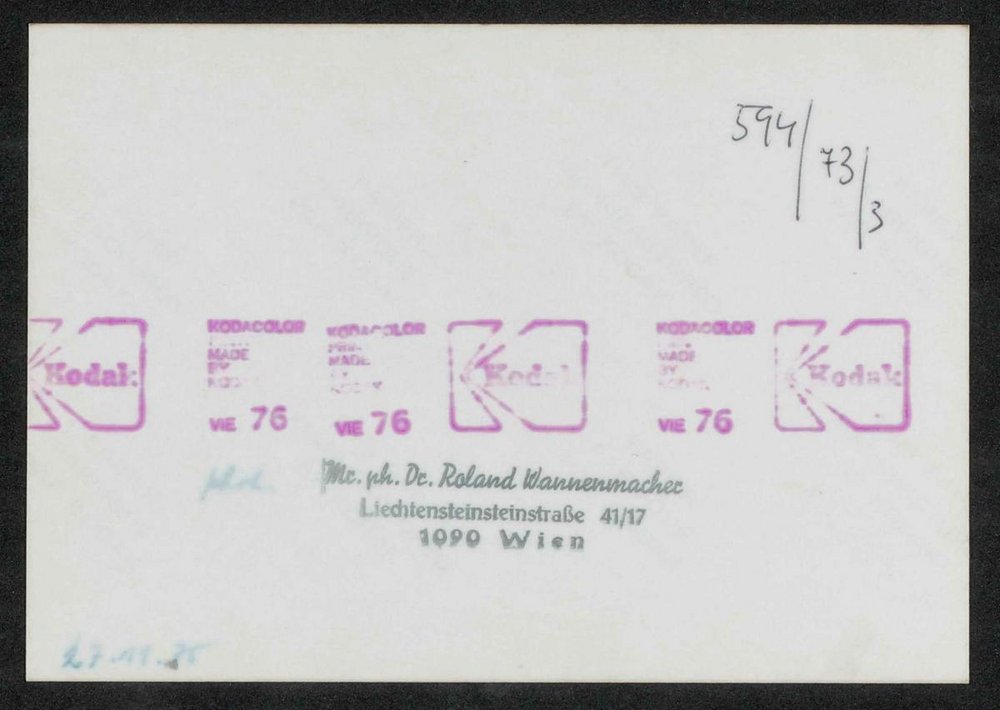 594/73/3
Kodak
KODACOLOR
MADE
BY
VIE 76
KODACOLOR
MADE
VIE 76
Kodak
KODACOLOR
MADE
BY
VIE 76
Kodak
Mr. ph. Dr. Roland Wannenmacher
Liechtensteinsteinstraße 41/17
1090 Wien
27.11.75